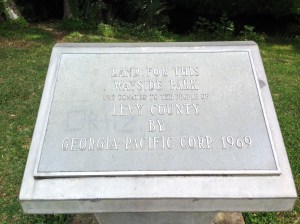 LAND FOR THIS
WAYSIDE PARK
WAS DONATED TO THE PEOPLE OF
LEVY COUNTY
BY
GEORGIA-PACIFIC CORP. 1969